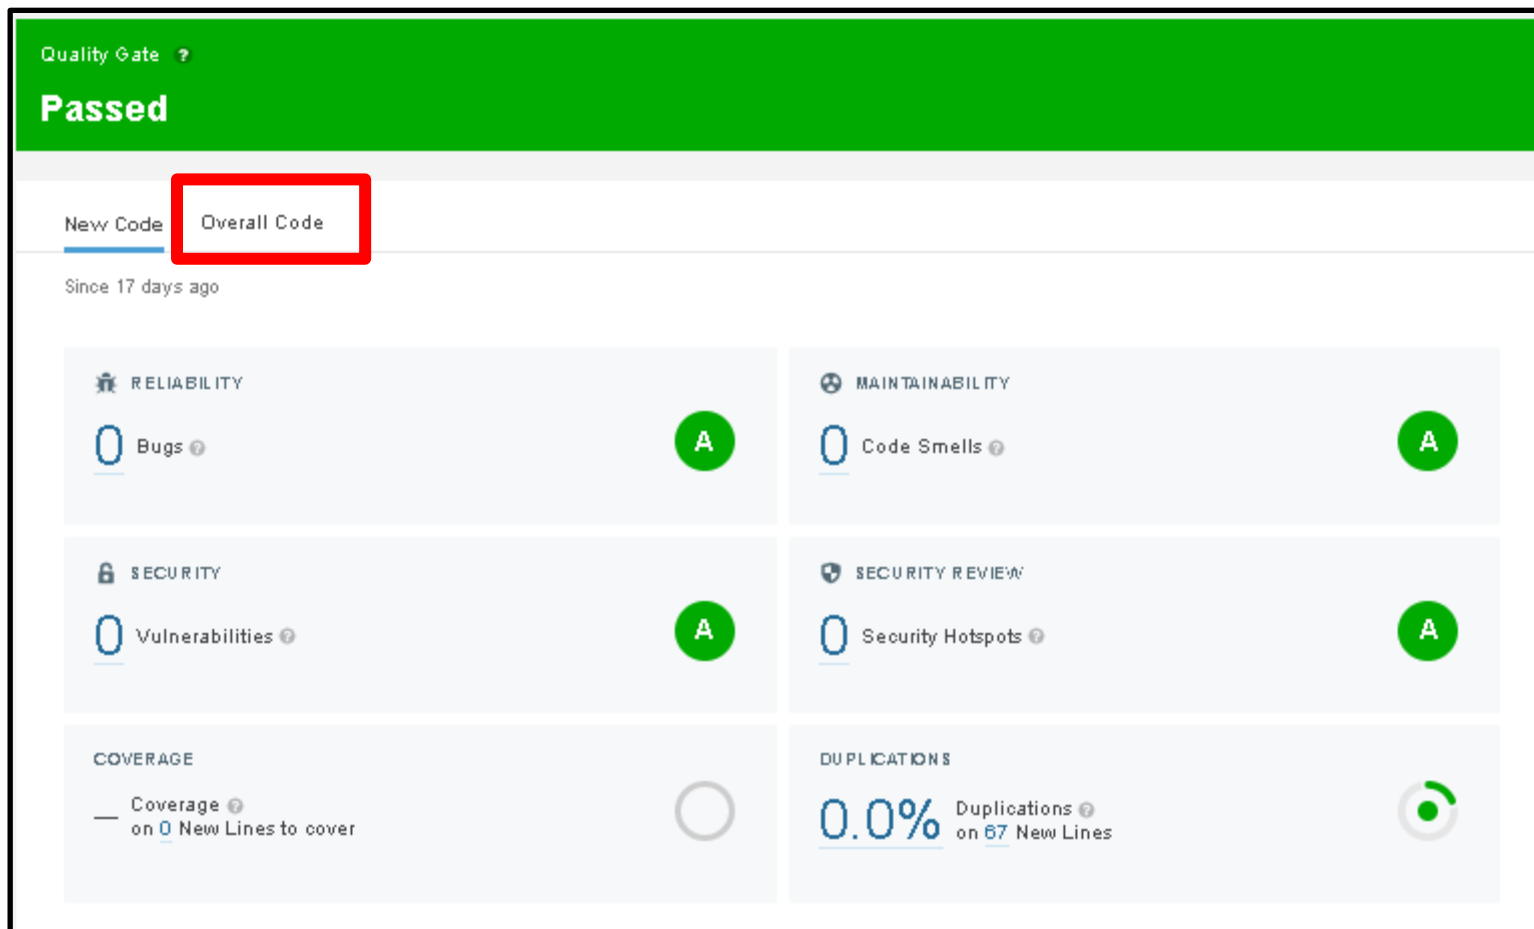 Quality Gate ?
Passed
New Code Overall Code
Since 17 days ago
RELIABILITY
0 Bugs ?
A
MAINTAINABILITY
0 Code Smells ?
A
SECURITY
0 Vulnerabilities ?
A
SECURITY REVIEW
0 Security Hotspots ?
A
COVERAGE
— Coverage ?
on 0 New Lines to cover
DUPLICATIONS
0.0% Duplications ?
on 67 New Lines